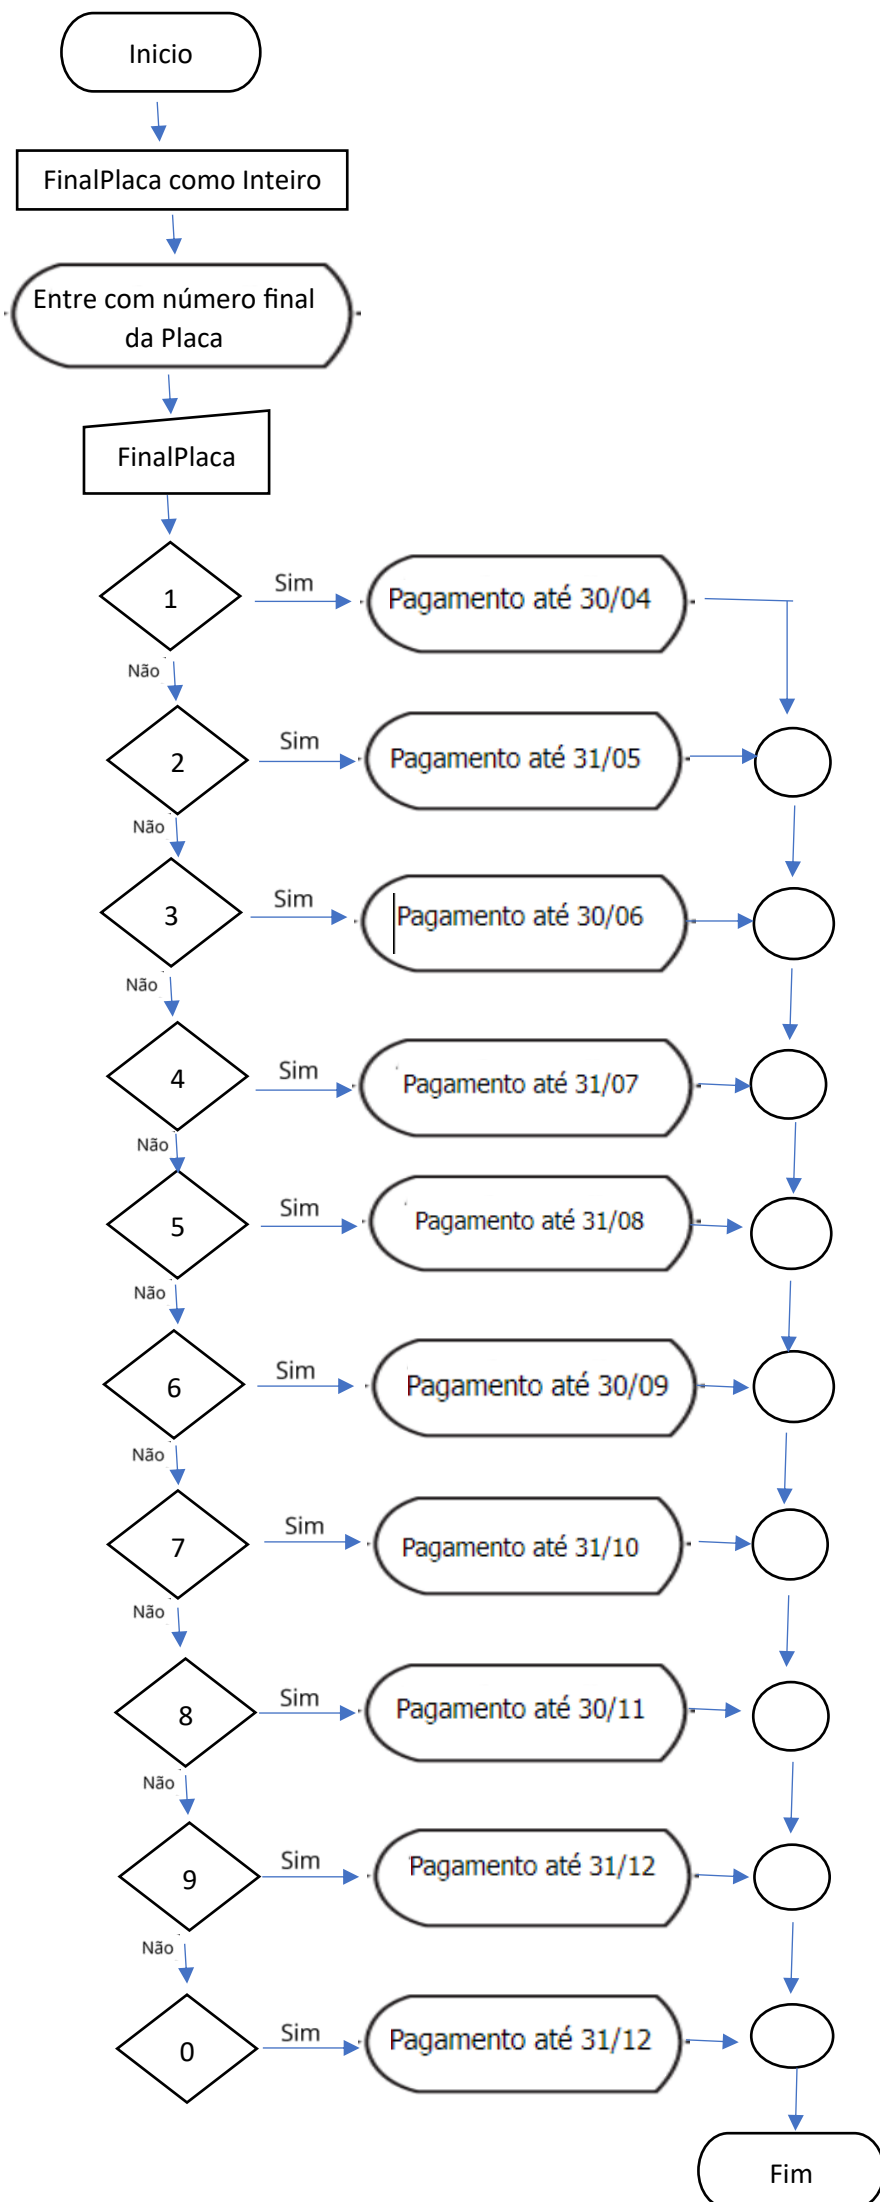 Inicio
FinalPlaca como Inteiro
Entre com número final
da Placa
FinalPlaca
1
Sim
Pagamento até 30/04
Não
2
Sim
Pagamento até 31/05
Não
3
Sim
Pagamento até 30/06
Não
4
Sim
Pagamento até 31/07
Não
5
Sim
Pagamento até 31/08
Não
6
Sim
Pagamento até 30/09
Não
7
Sim
Pagamento até 31/10
Não
8
Sim
Pagamento até 30/11
Não
9
Sim
Pagamento até 31/12
Não
0
Sim
Pagamento até 31/12
Fim